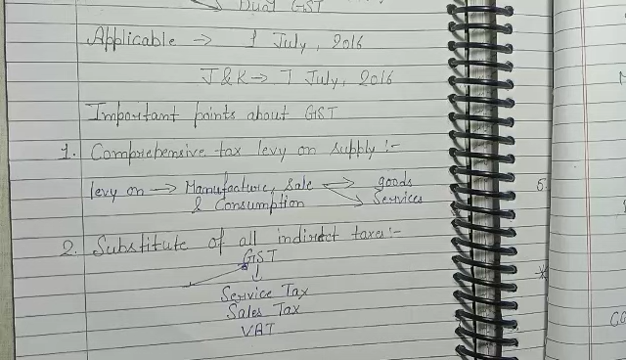 Dual GST
Applicable → 1 July, 2016
J & K → 7 July, 2016
Important points about GST
1. Comprehensive tax levy on supply :-
levy on → Manufacture, Sale → goods
& Consumption → Services
2. Substitute of all indirect taxes:-
GST
↓
Service Tax
Sales Tax
VAT
5.